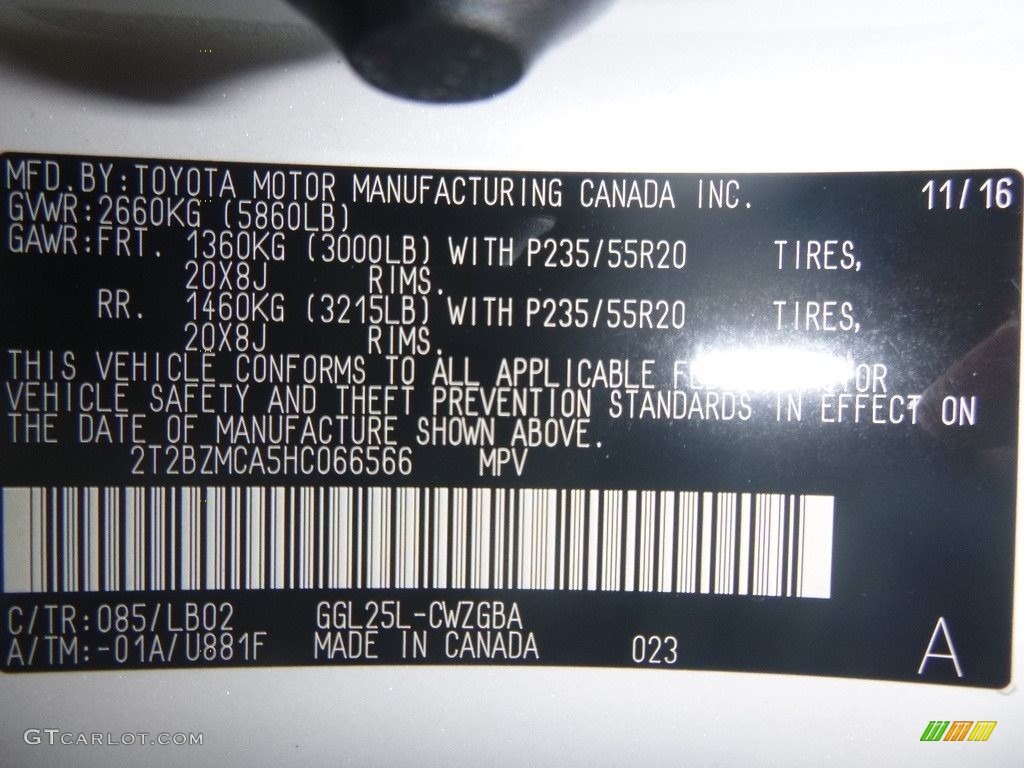 MFD.BY:TOYOTA MOTOR MANUFACTURING CANADA INC. 11/16
GVWR:2660KG (5860LB)
GAWR:FRT. 1360KG (3000LB) WITH P235/55R20 TIRES,
20X8J RIMS.
RR. 1460KG (3215LB) WITH P235/55R20 TIRES,
20X8J RIMS.
THIS VEHICLE CONFORMS TO ALL APPLICABLE
VEHICLE SAFETY AND THEFT PREVENTION STANDARDS IN EFFECT ON
THE DATE OF MANUFACTURE SHOWN ABOVE.
2T2BZMCA5HC066566 MPV
C/TR:085/LB02 GGL25L-CWZGBA
A/TM:-01A/U881F MADE IN CANADA 023 A
GTCARLOT.COM